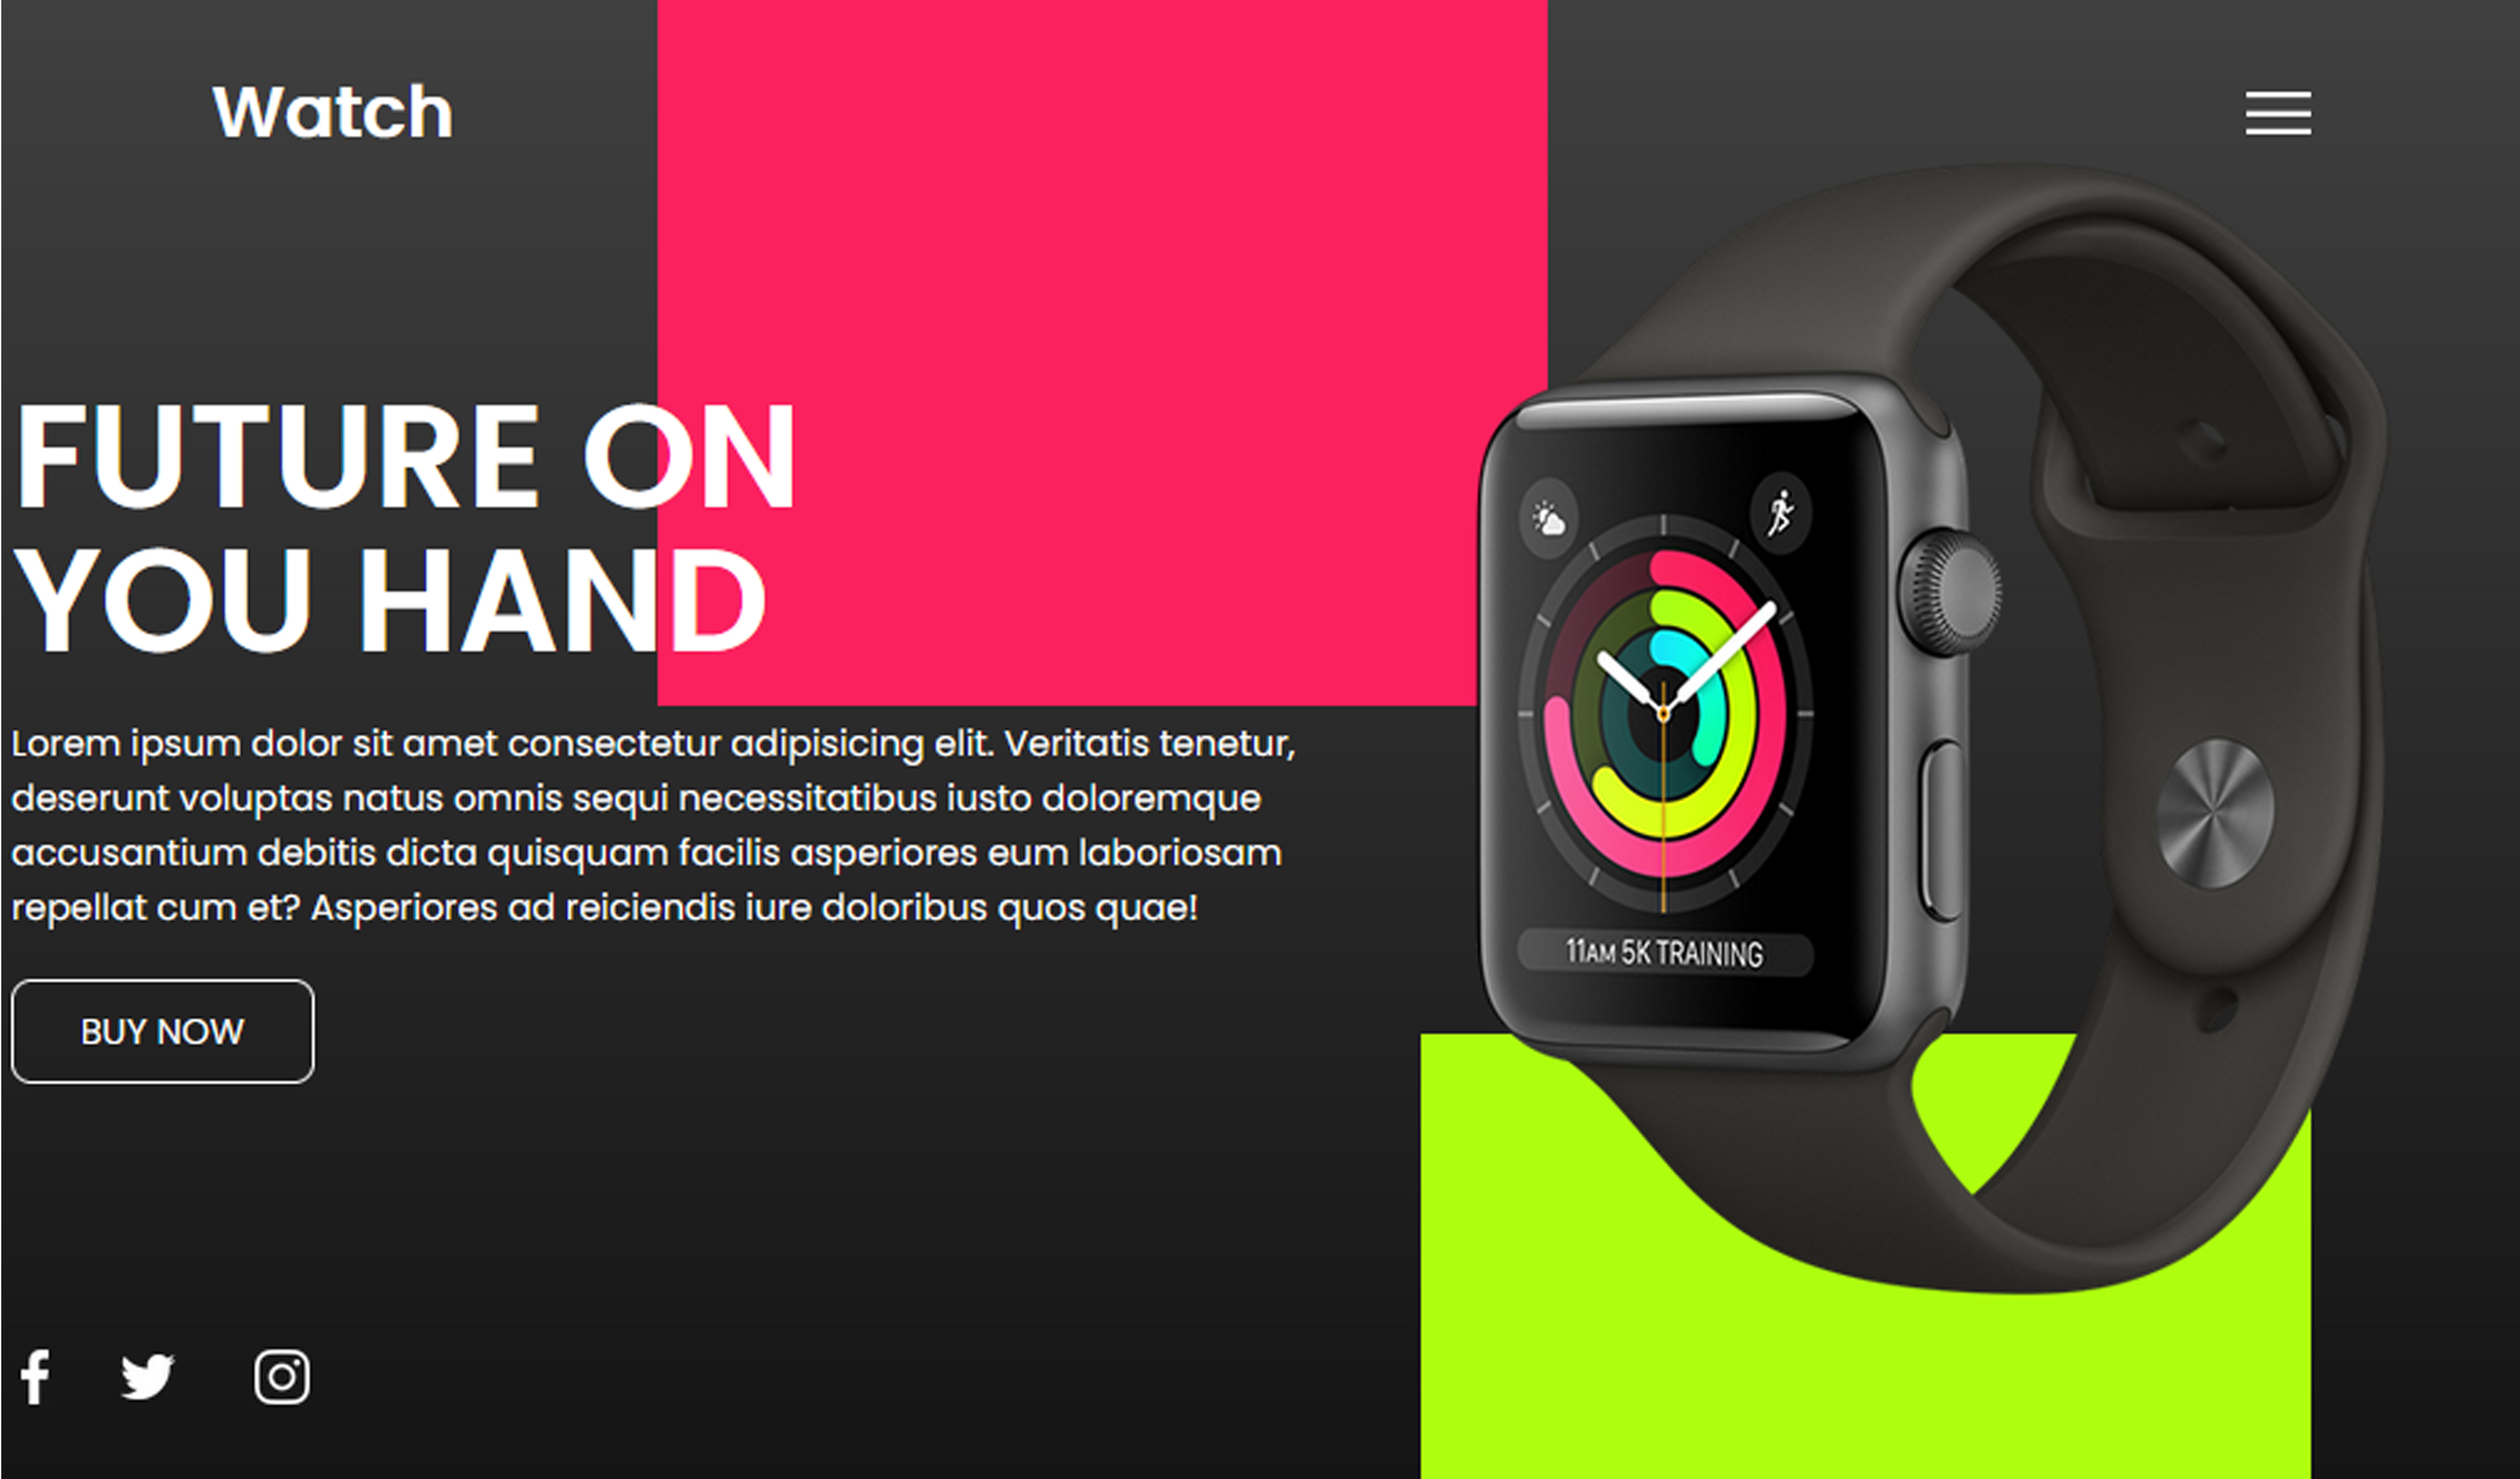 Watch
FUTURE ON
YOU HAND
Lorem ipsum dolor sit amet consectetur adipisicing elit. Veritatis tenetur,
deserunt voluptas natus omnis sequi necessitatibus iusto doloremque
accusantium debitis dicta quisquam facilis asperiores eum laboriosam
repellat cum et? Asperiores ad reiciendis iure doloribus quos quae!
BUY NOW
11AM 5K TRAINING